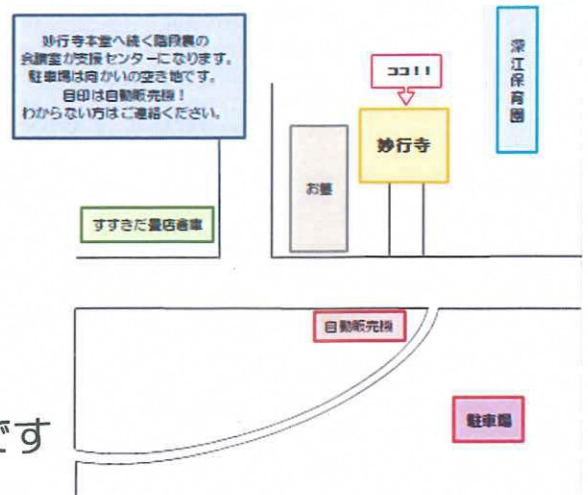 妙行寺本堂へ続く階段裏の
会議室が支援センターになります。
駐車場は向かいの空き地です。
目印は自動販売機！
わからない方はご連絡ください。
ココ！！
妙行寺
深江保育園
お墓
すすきだ畳店倉庫
自動販売機
駐車場
です